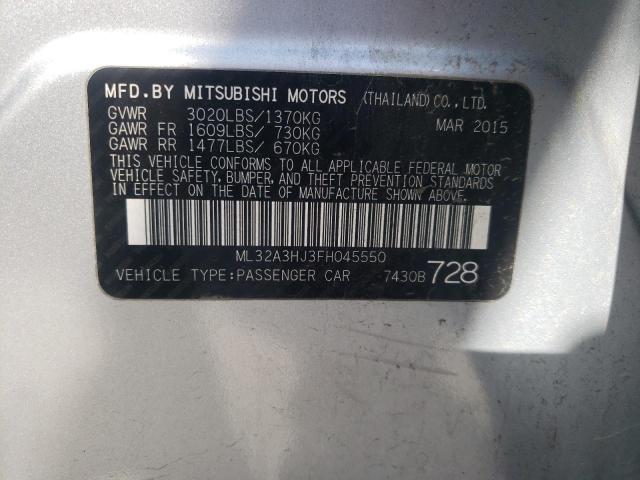 MFD.BY MITSUBISHI MOTORS (THAILAND)CO.,LTD.
GVWR 3020LBS/1370KG MAR 2015
GAWR FR 1609LBS/ 730KG
GAWR RR 1477LBS/ 670KG
THIS VEHICLE CONFORMS TO ALL APPLICABLE FEDERAL MOTOR
VEHICLE SAFETY, BUMPER, AND THEFT PREVENTION STANDARDS
IN EFFECT ON THE DATE OF MANUFACTURE SHOWN ABOVE.
ML32A3HJ3FH045550
VEHICLE TYPE:PASSENGER CAR 7430B 728